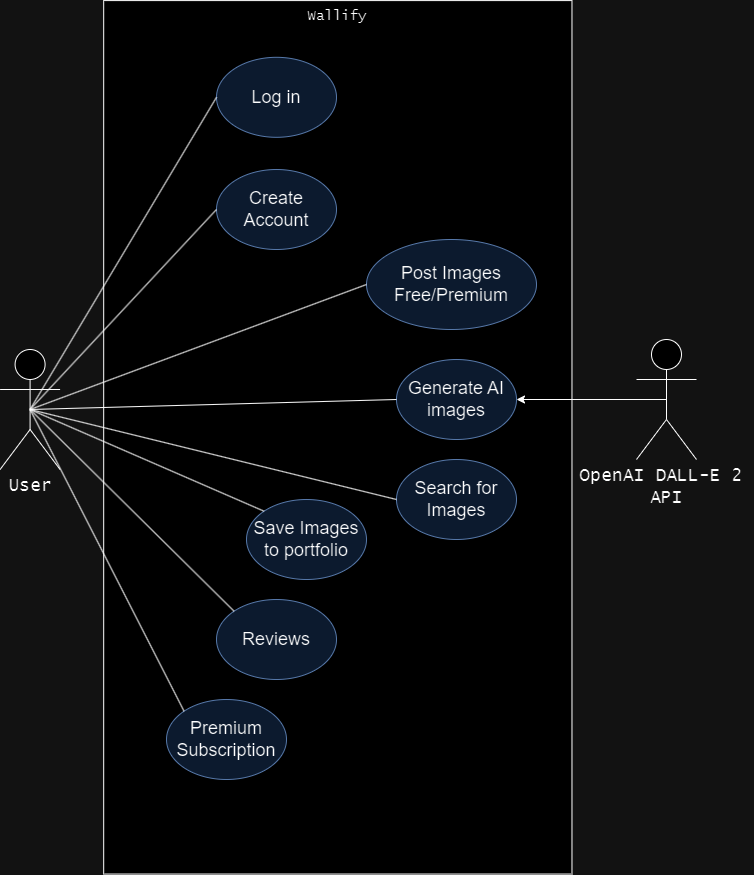 Wallify
Log in
Create
Account
Post Images
Free/Premium
Generate AI
images
Search for
Images
Save Images
to portfolio
Reviews
Premium
Subscription
User
OpenAI DALL-E 2
API